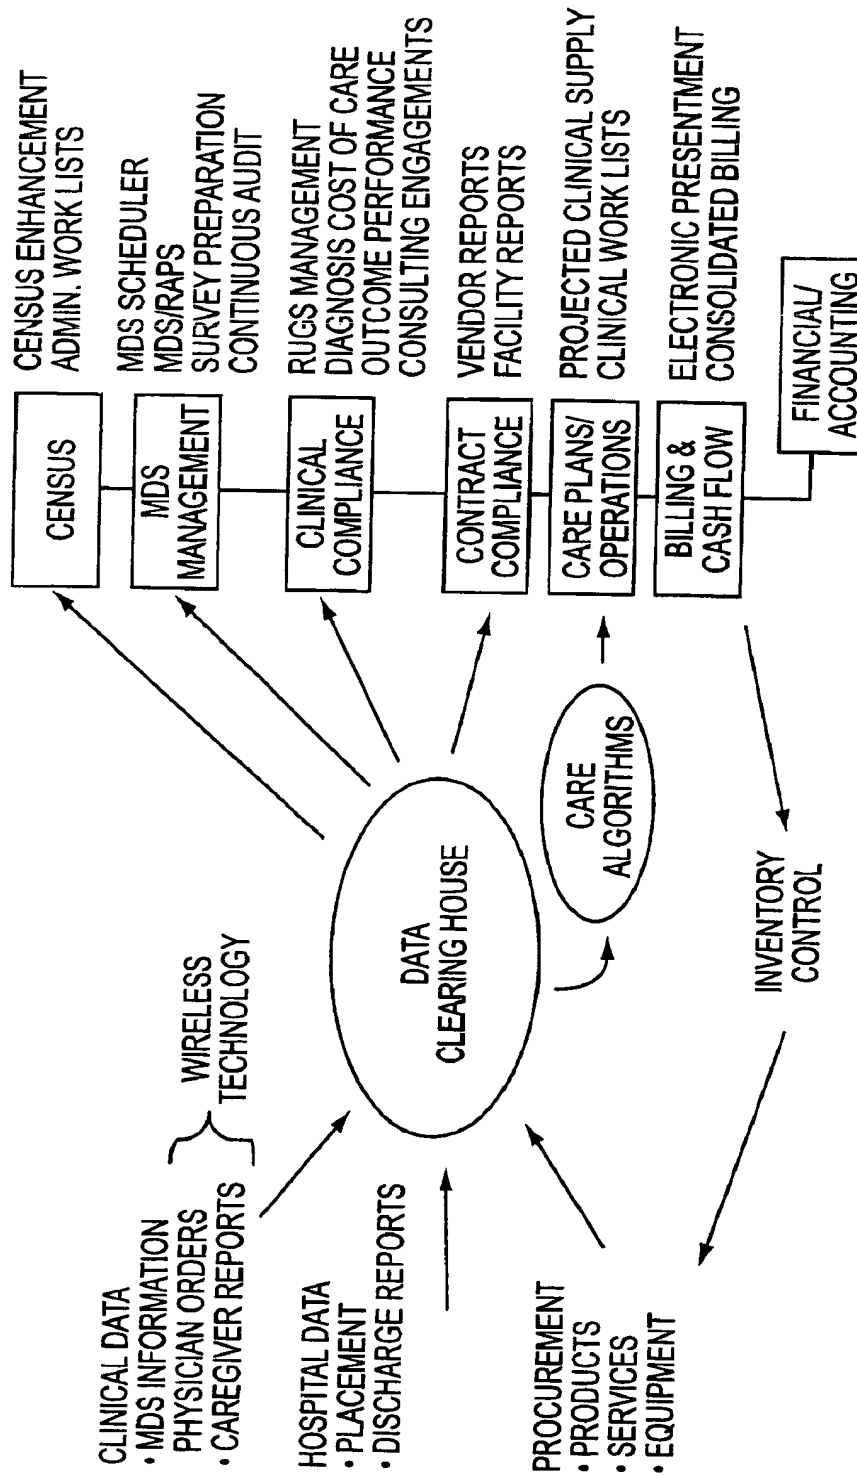 CLINICAL DATA
· MDS INFORMATION
PHYSICIAN ORDERS
· CAREGIVER REPORTS
WIRELESS
TECHNOLOGY
HOSPITAL DATA
· PLACEMENT
· DISCHARGE REPORTS
PROCUREMENT
· PRODUCTS
· SERVICES
· EQUIPMENT
DATA
CLEARING HOUSE
CARE
ALGORITHMS
INVENTORY
CONTROL
CENSUS
CENSUS ENHANCEMENT
ADMIN. WORK LISTS
MDS
MANAGEMENT
MDS SCHEDULER
MDS/RAPS
SURVEY PREPARATION
CONTINUOUS AUDIT
CLINICAL
COMPLIANCE
RUGS MANAGEMENT
DIAGNOSIS COST OF CARE
OUTCOME PERFORMANCE
CONSULTING ENGAGEMENTS
CONTRACT
COMPLIANCE
VENDOR REPORTS
FACILITY REPORTS
CARE PLANS/
OPERATIONS
PROJECTED CLINICAL SUPPLY
CLINICAL WORK LISTS
BILLING &
CASH FLOW
ELECTRONIC PRESENTMENT
CONSOLIDATED BILLING
FINANCIAL/
ACCOUNTING